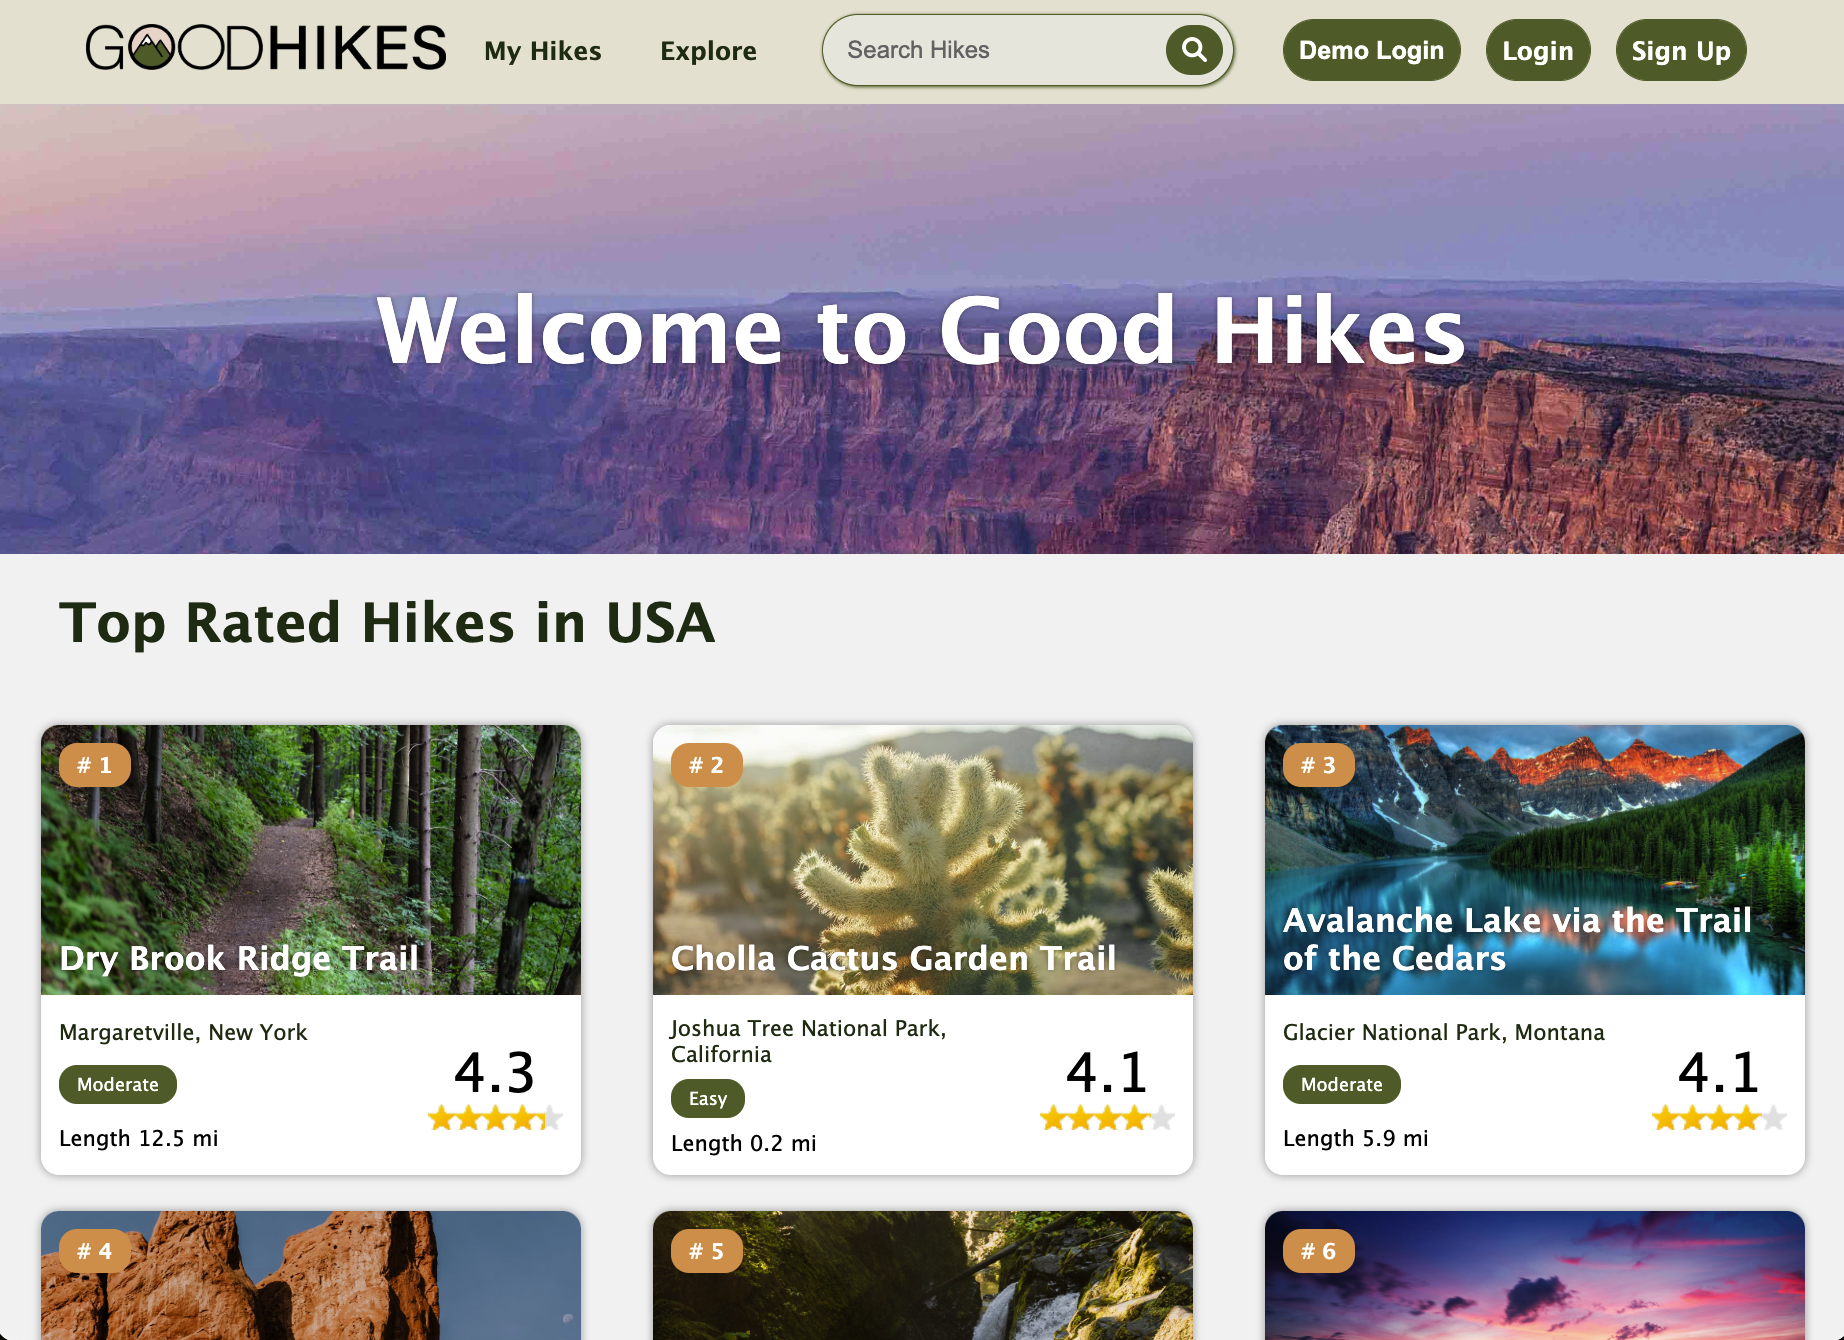 GOODHIKES
My Hikes
Explore
Search Hikes
Demo Login
Login
Sign Up
Welcome to Good Hikes
Top Rated Hikes in USA
# 1
Dry Brook Ridge Trail
Margaretville, New York
Moderate
4.3
Length 12.5 mi
# 2
Cholla Cactus Garden Trail
Joshua Tree National Park,
California
Easy
4.1
Length 0.2 mi
# 3
Avalanche Lake via the Trail
of the Cedars
Glacier National Park, Montana
Moderate
4.1
Length 5.9 mi
# 4
# 5
# 6